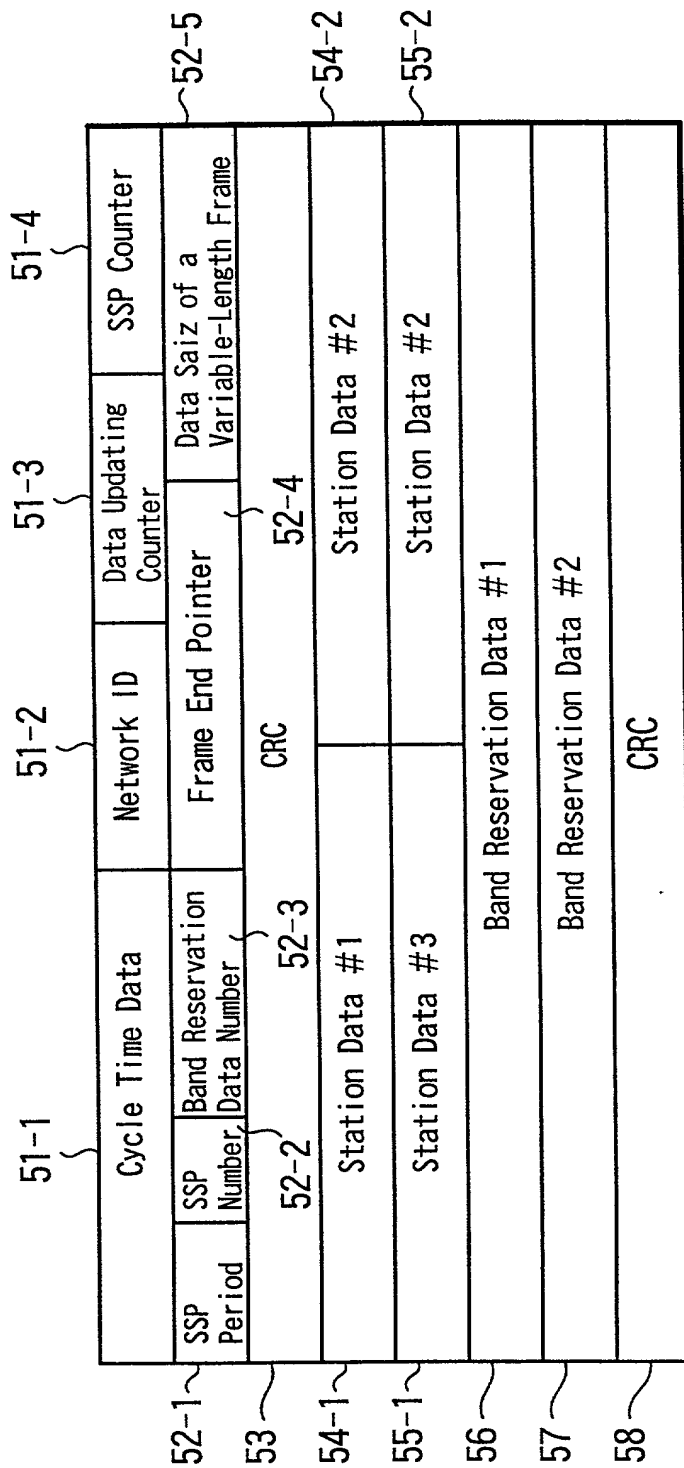 51-1
51-2
51-3
51-4
Cycle Time Data
Network ID
Data Updating
Counter
SSP Counter
52-1
SSP
Period
SSP
Number
52-2
Band Reservation
Data Number
52-3
Frame End Pointer
52-4
Data Saiz of a
Variable-Length Frame
52-5
53
CRC
54-1
Station Data #1
Station Data #2
54-2
55-1
Station Data #3
Station Data #2
55-2
56
Band Reservation Data #1
57
Band Reservation Data #2
58
CRC